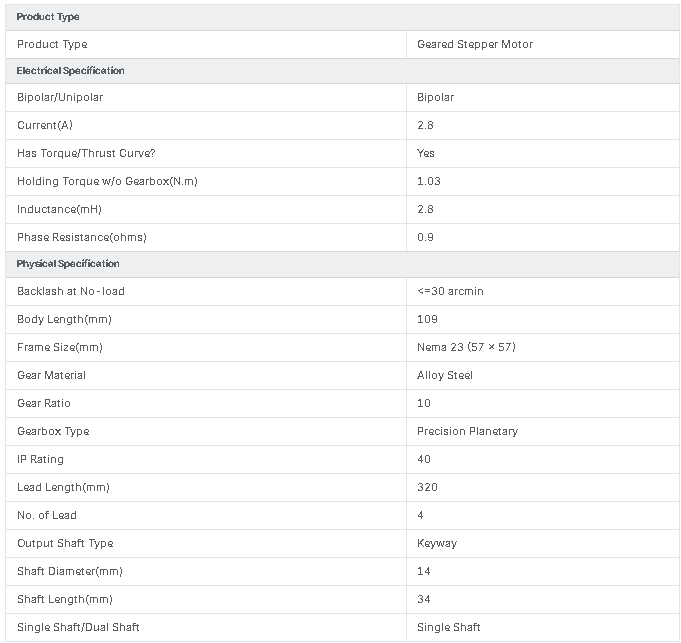 Product Type
Product Type Geared Stepper Motor
Electrical Specification
Bipolar/Unipolar Bipolar
Current(A) 2.8
Has Torque/Thrust Curve? Yes
Holding Torque w/o Gearbox(N.m) 1.03
Inductance(mH) 2.8
Phase Resistance(ohms) 0.9
Physical Specification
Backlash at No-load <=30 arcmin
Body Length(mm) 109
Frame Size(mm) Nema 23 (57 × 57)
Gear Material Alloy Steel
Gear Ratio 10
Gearbox Type Precision Planetary
IP Rating 40
Lead Length(mm) 320
No. of Lead 4
Output Shaft Type Keyway
Shaft Diameter(mm) 14
Shaft Length(mm) 34
Single Shaft/Dual Shaft Single Shaft